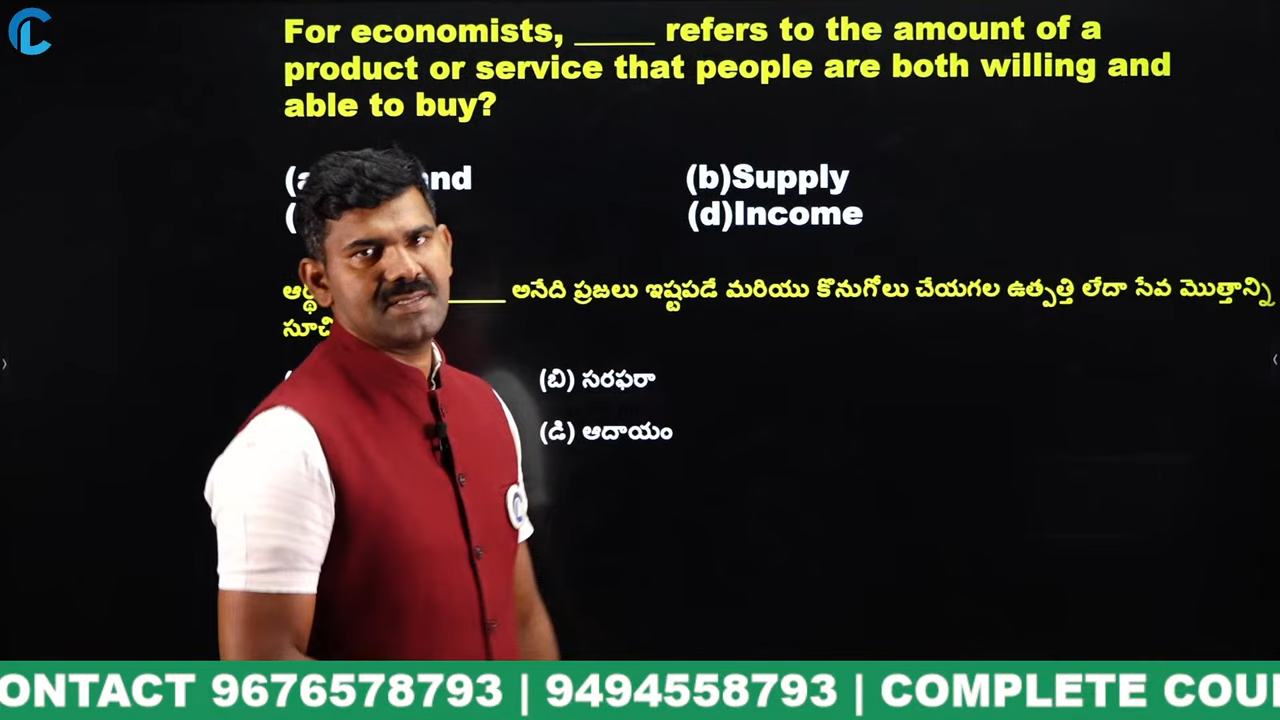 For economists, _____ refers to the amount of a
product or service that people are both willing and
able to buy?
(b)Supply
(d)Income
_____ అనేది ప్రజలు ఇష్టపడే మరియు కొనుగోలు చేయగల ఉత్పత్తి లేదా సేవ మొత్తాన్ని
(బి) సరఫరా
(డి) ఆదాయం
ONTACT 9676578793 | 9494558793 | COMPLETE COU